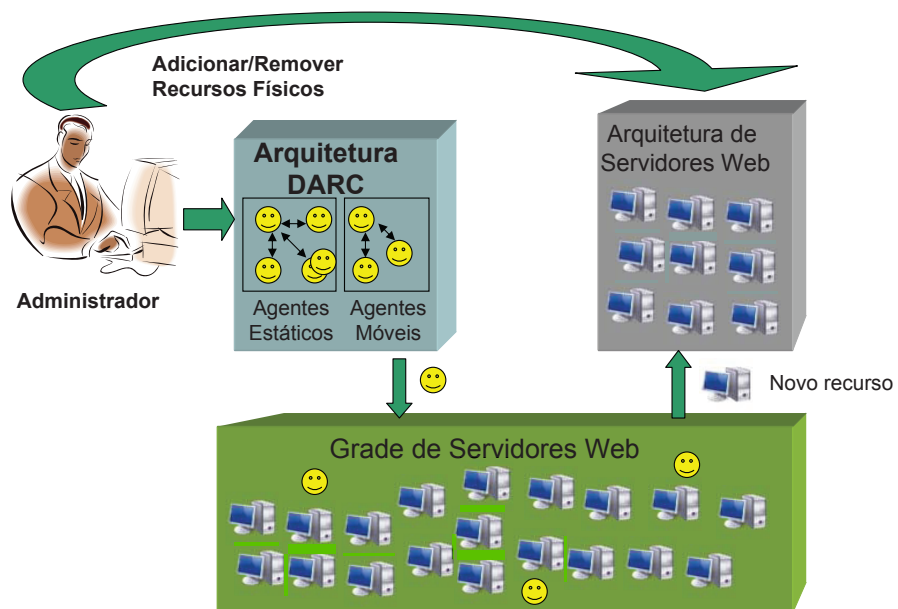 Adicionar/Remover
Recursos Físicos
Administrador
Arquitetura
DARC
Agentes
Estáticos
Agentes
Móveis
Arquitetura de
Servidores Web
Novo recurso
Grade de Servidores Web